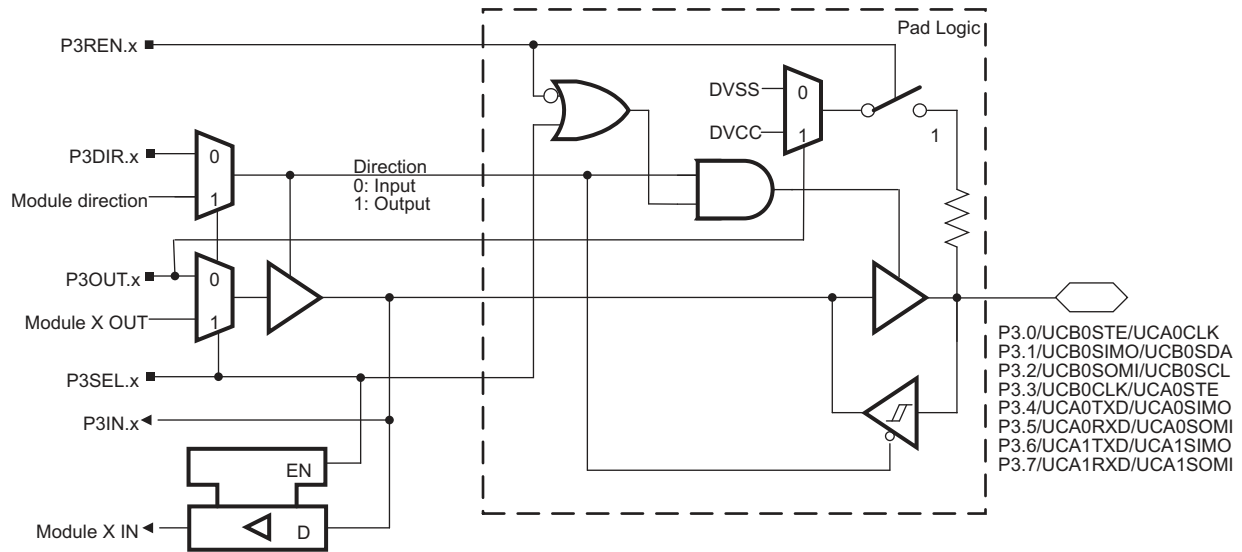 Pad Logic
P3REN.x
DVSS
0
DVCC
1
1
P3DIR.x
0
Module direction
1
Direction
0: Input
1: Output
P3OUT.x
0
Module X OUT
1
P3SEL.x
P3IN.x
EN
Module X IN
D
P3.0/UCB0STE/UCA0CLK
P3.1/UCB0SIMO/UCB0SDA
P3.2/UCB0SOMI/UCB0SCL
P3.3/UCB0CLK/UCA0STE
P3.4/UCA0TXD/UCA0SIMO
P3.5/UCA0RXD/UCA0SOMI
P3.6/UCA1TXD/UCA1SIMO
P3.7/UCA1RXD/UCA1SOMI